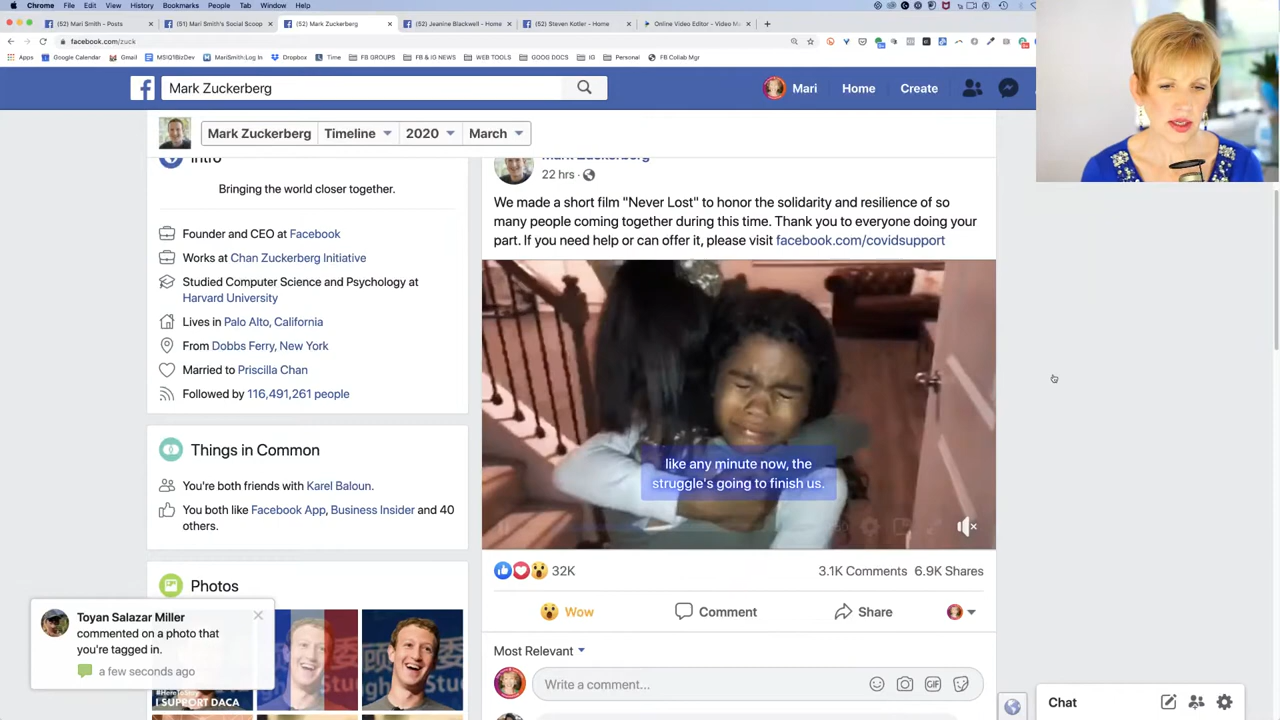 Chrome File Edit View History Bookmarks People Tab Window Help
(52) Mari Smith - Posts
(51) Mari Smith's Social Scoop
(52) Mark Zuckerberg
(52) Jeanine Blackwell - Home
(52) Steven Kotler - Home
Online Video Editor - Video M
facebook.com/zuck
Apps Google Calendar Gmail MSIQ1BizDev MariSmith:Log In Dropbox Time FB GROUPS FB & IG NEWS WEB TOOLS GOOG DOCS IG Personal FB Collab Mgr
Mark Zuckerberg
Mari Home Create
Mark Zuckerberg Timeline 2020 March
Intro
Bringing the world closer together.
Founder and CEO at Facebook
Works at Chan Zuckerberg Initiative
Studied Computer Science and Psychology at
Harvard University
Lives in Palo Alto, California
From Dobbs Ferry, New York
Married to Priscilla Chan
Followed by 116,491,261 people
Things in Common
You're both friends with Karel Baloun.
You both like Facebook App, Business Insider and 40
others.
Photos
#HereToStay
I SUPPORT DACA
Toyan Salazar Miller
commented on a photo that
you're tagged in.
a few seconds ago
Mark Zuckerberg
22 hrs ·
We made a short film "Never Lost" to honor the solidarity and resilience of so
many people coming together during this time. Thank you to everyone doing your
part. If you need help or can offer it, please visit facebook.com/covidsupport
like any minute now, the
struggle's going to finish us.
32K
3.1K Comments 6.9K Shares
Wow Comment Share
Most Relevant
Write a comment...
GIF
Chat